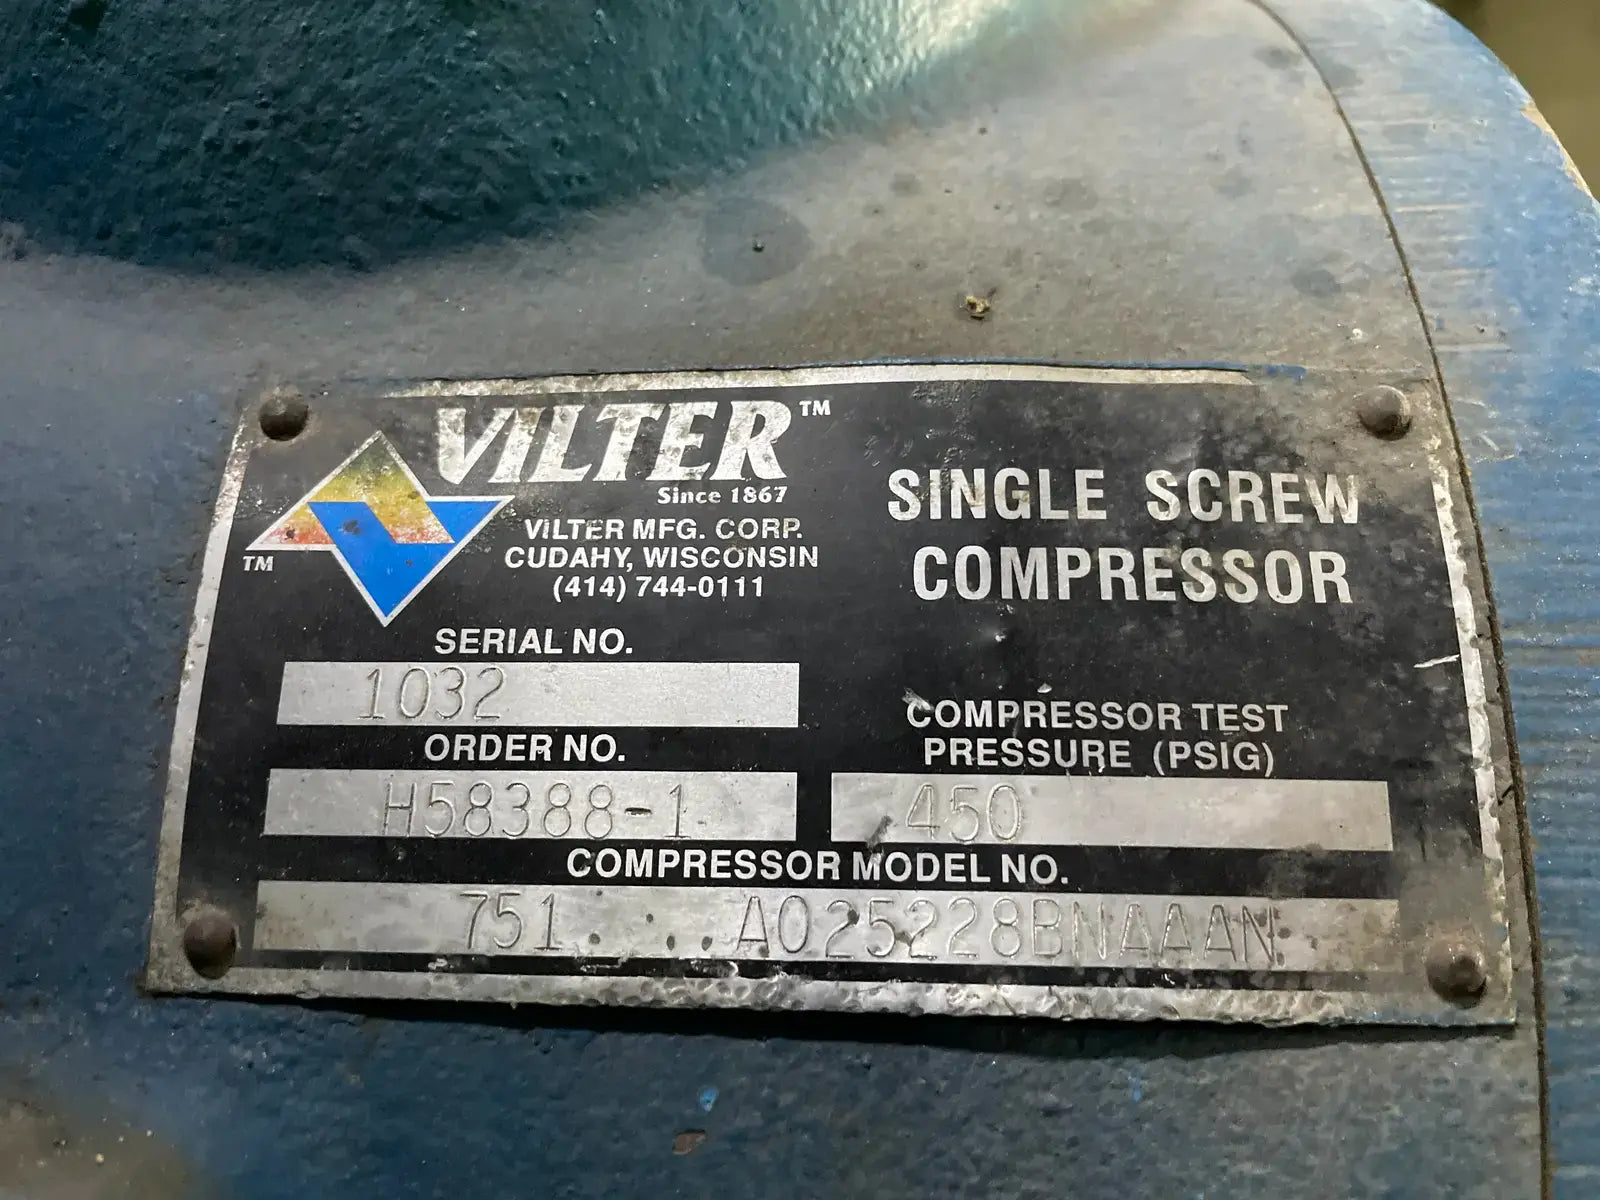 VILTER™
Since 1867
VILTER MFG. CORP.
CUDAHY, WISCONSIN
(414) 744-0111
TM
SINGLE SCREW
COMPRESSOR
SERIAL NO.
1032
ORDER NO.
H58388-1
COMPRESSOR TEST
PRESSURE (PSIG)
450
COMPRESSOR MODEL NO.
751 A025228BNAAAN